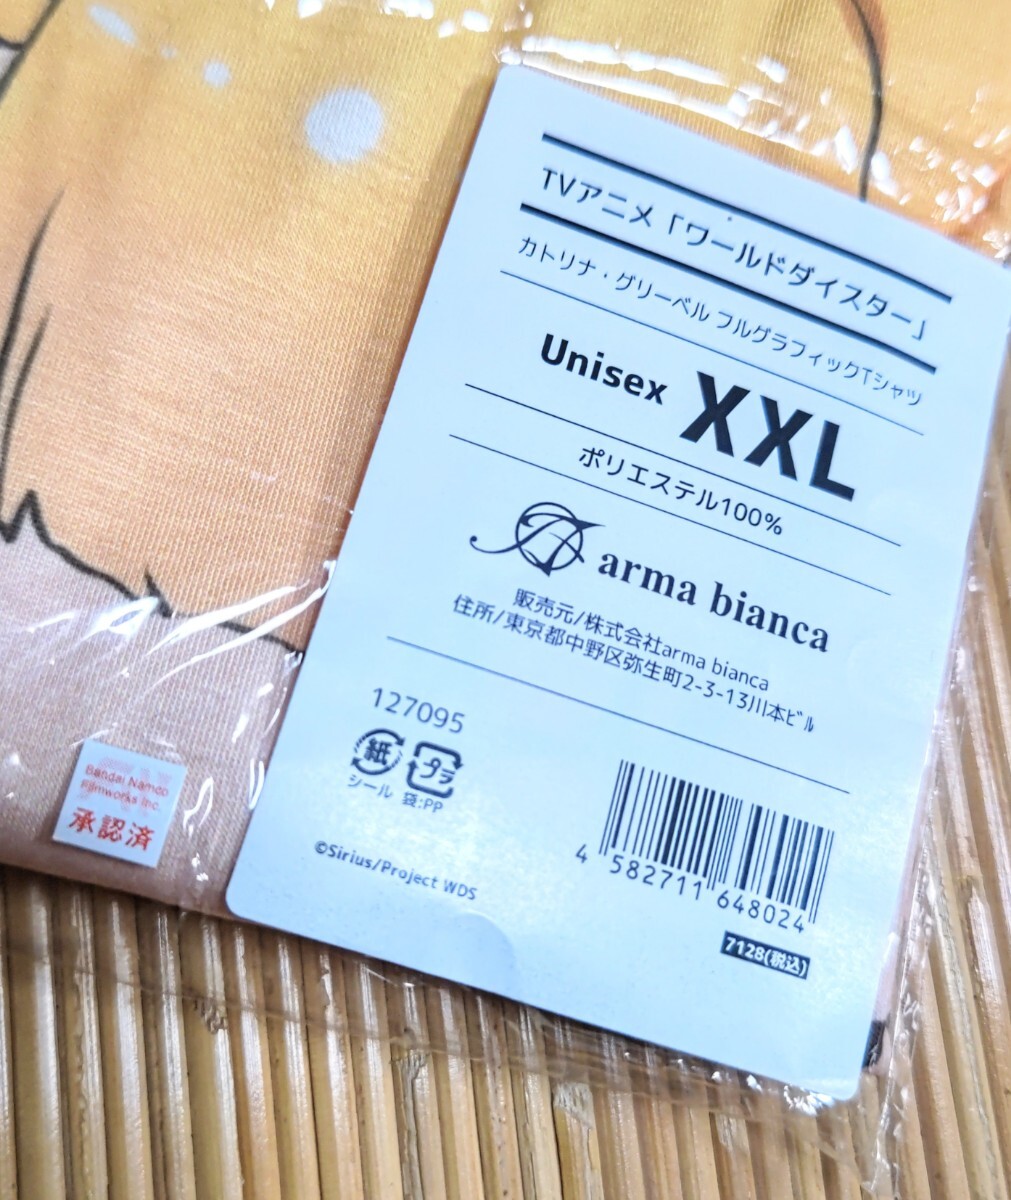 TVアニメ「ワールドダイスター」
カトリナ・グリーベル フルグラフィックTシャツ
Unisex XXL
ポリエステル100%
arma bianca
販売元/株式会社arma bianca
住所/東京都中野区弥生町2-3-13川本ﾋﾞﾙ
127095
紙 プラ
シール 袋:PP
©Sirius/Project WDS
4 582711 648024
7128(税込)
Bandai Namco
Filmworks Inc.
承認済